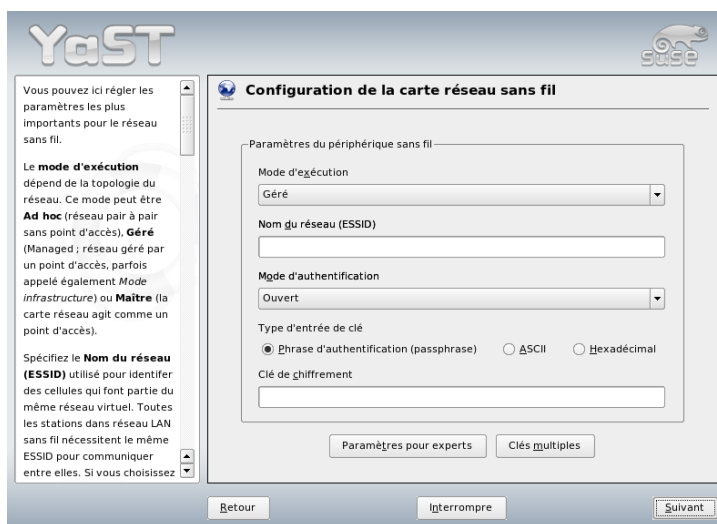 YaST
SUSE
Vous pouvez ici régler les
paramètres les plus
importants pour le réseau
sans fil.
Le mode d'exécution
dépend de la topologie du
réseau. Ce mode peut être
Ad hoc (réseau pair à pair
sans point d'accès), Géré
(Managed ; réseau géré par
un point d'accès, parfois
appelé également Mode
infrastructure) ou Maître (la
carte réseau agit comme un
point d'accès).
Spécifiez le Nom du réseau
(ESSID) utilisé pour identifer
des cellules qui font partie du
même réseau virtuel. Toutes
les stations dans réseau LAN
sans fil nécessitent le même
ESSID pour communiquer
entre elles. Si vous choisissez
Configuration de la carte réseau sans fil
Paramètres du périphérique sans fil
Mode d'exécution
Géré
Nom du réseau (ESSID)
Mode d'authentification
Ouvert
Type d'entrée de clé
Phrase d'authentification (passphrase) ASCII Hexadécimal
Clé de chiffrement
Paramètres pour experts Clés multiples
Retour Interrompre Suivant